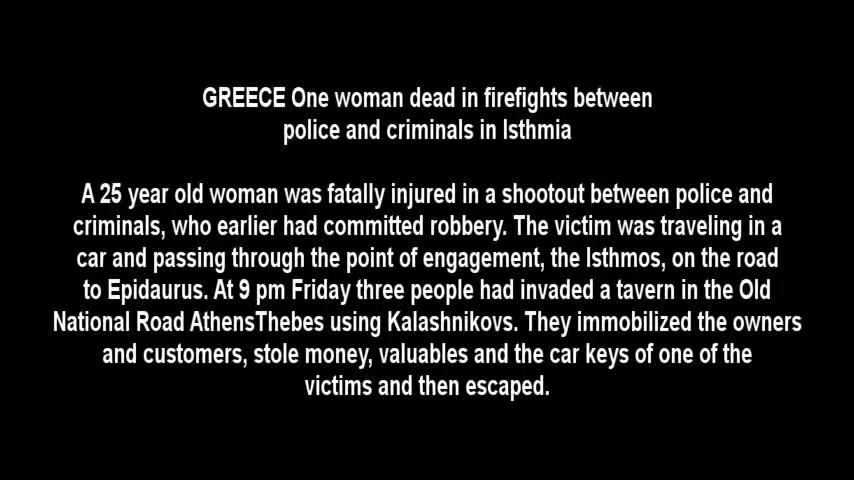 GREECE One woman dead in firefights between
police and criminals in Isthmia
A 25 year old woman was fatally injured in a shootout between police and
criminals, who earlier had committed robbery. The victim was traveling in a
car and passing through the point of engagement, the Isthmos, on the road
to Epidaurus. At 9 pm Friday three people had invaded a tavern in the Old
National Road AthensThebes using Kalashnikovs. They immobilized the owners
and customers, stole money, valuables and the car keys of one of the
victims and then escaped.